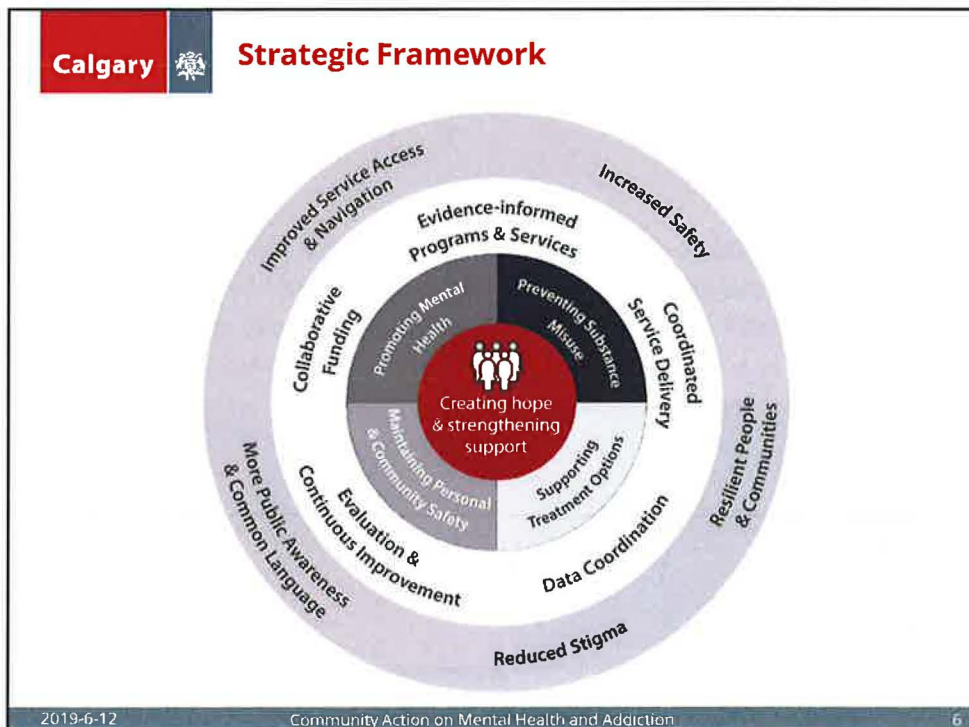 Calgary
Strategic Framework
Improved Service Access
& Navigation
Increased Safety
Evidence-informed
Programs & Services
Collaborative
Funding
Coordinated
Service Delivery
Promoting Mental
Health
Preventing Substance
Misuse
Creating hope
& strengthening
support
Maintaining Personal
& Community Safety
Supporting
Treatment Options
More Public Awareness
& Common Language
Evaluation &
Continuous Improvement
Data Coordination
Resilient People
& Communities
Reduced Stigma
2019-6-12
Community Action on Mental Health and Addiction
6